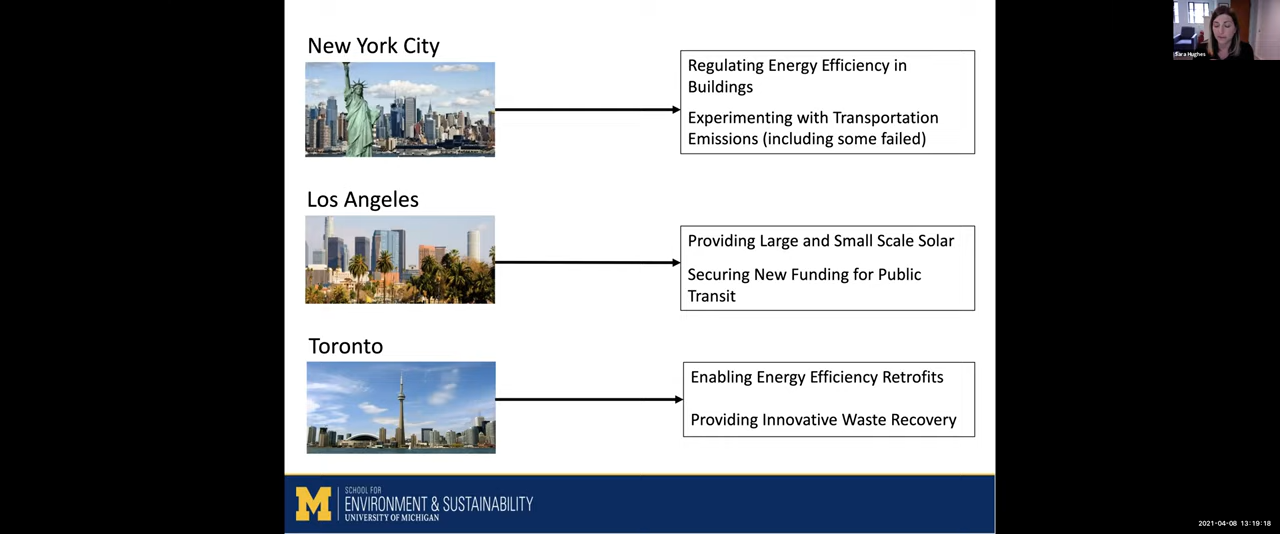 New York City
Regulating Energy Efficiency in
Buildings
Experimenting with Transportation
Emissions (including some failed)
Los Angeles
Providing Large and Small Scale Solar
Securing New Funding for Public
Transit
Toronto
Enabling Energy Efficiency Retrofits
Providing Innovative Waste Recovery
M
SCHOOL FOR
ENVIRONMENT & SUSTAINABILITY
UNIVERSITY OF MICHIGAN
Sara Hughes
2021-04-08 13:19:18